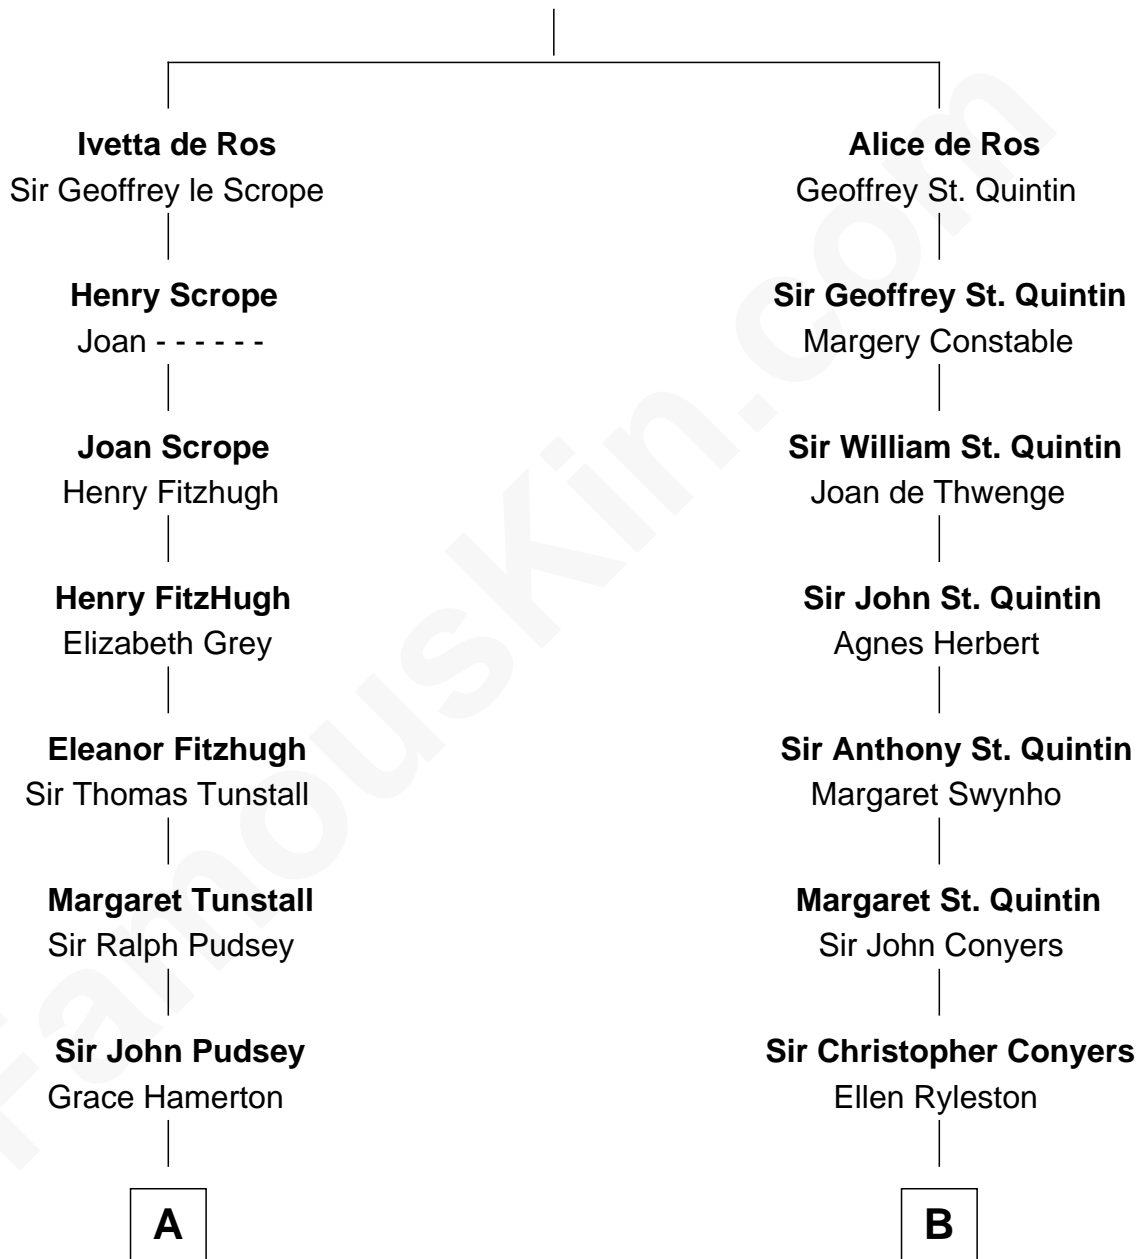 Ivetta de Ros
Sir Geoffrey le Scrope
Alice de Ros
Geoffrey St. Quintin
Henry Scrope
Joan - - - - - -
Sir Geoffrey St. Quintin
Margery Constable
Joan Scrope
Henry Fitzhugh
Sir William St. Quintin
Joan de Thwenge
Henry FitzHugh
Elizabeth Grey
Sir John St. Quintin
Agnes Herbert
Eleanor Fitzhugh
Sir Thomas Tunstall
Sir Anthony St. Quintin
Margaret Swynho
Margaret Tunstall
Sir Ralph Pudsey
Margaret St. Quintin
Sir John Conyers
Sir John Pudsey
Grace Hamerton
Sir Christopher Conyers
Ellen Ryleston
A
B
FamousKin.com